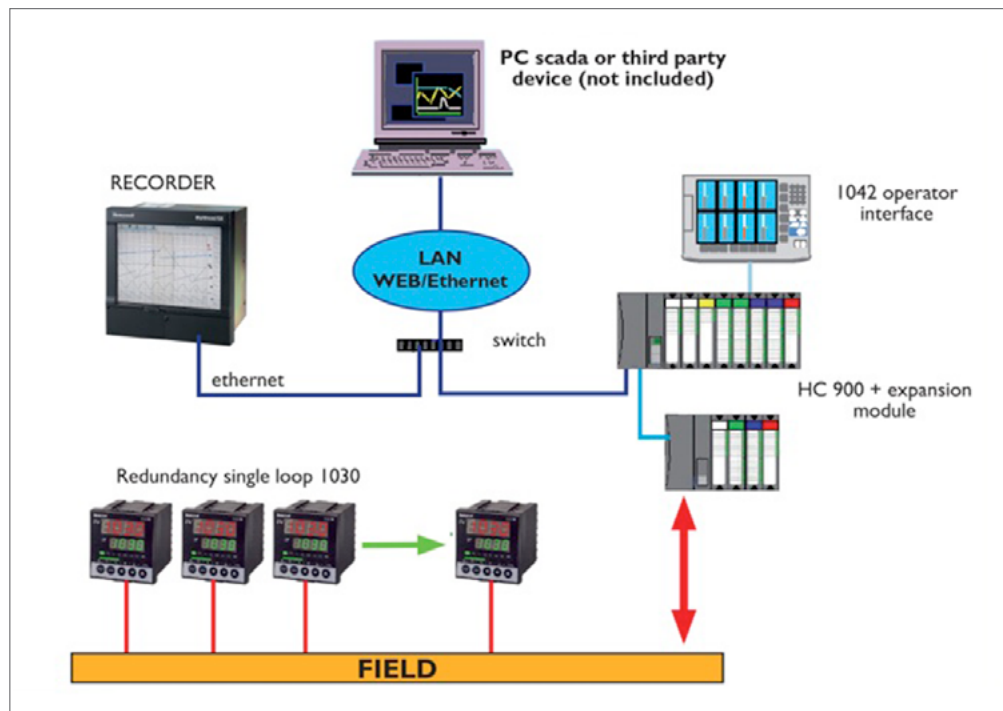 PC scada or third party
device (not included)
RECORDER
1042 operator
interface
LAN
WEB/Ethernet
switch
ethernet
HC 900 + expansion
module
Redundancy single loop 1030
FIELD